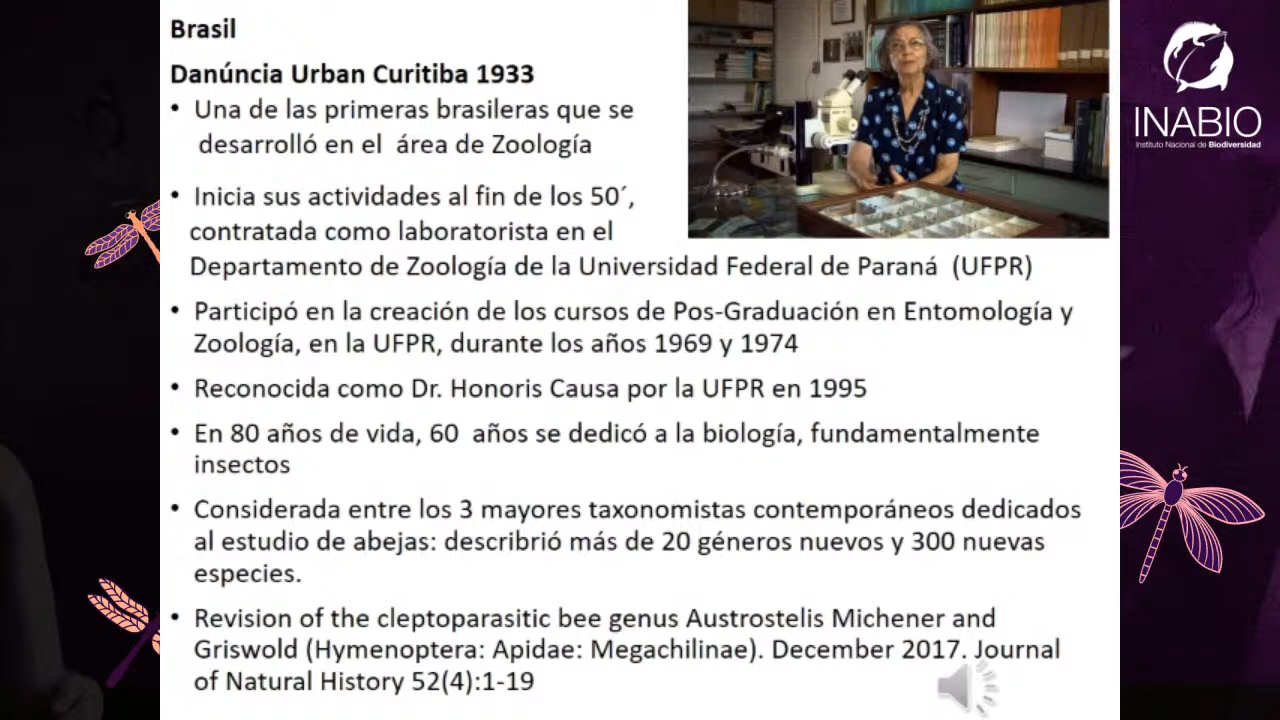 Brasil
Danúncia Urban Curitiba 1933
• Una de las primeras brasileras que se
desarrolló en el área de Zoología
• Inicia sus actividades al fin de los 50´,
contratada como laboratorista en el
Departamento de Zoología de la Universidad Federal de Paraná (UFPR)
• Participó en la creación de los cursos de Pos-Graduación en Entomología y
Zoología, en la UFPR, durante los años 1969 y 1974
• Reconocida como Dr. Honoris Causa por la UFPR en 1995
• En 80 años de vida, 60 años se dedicó a la biología, fundamentalmente
insectos
• Considerada entre los 3 mayores taxonomistas contemporáneos dedicados
al estudio de abejas: describrió más de 20 géneros nuevos y 300 nuevas
especies.
• Revision of the cleptoparasitic bee genus Austrostelis Michener and
Griswold (Hymenoptera: Apidae: Megachilinae). December 2017. Journal
of Natural History 52(4):1-19
INABIO
Instituto Nacional de Biodiversidad